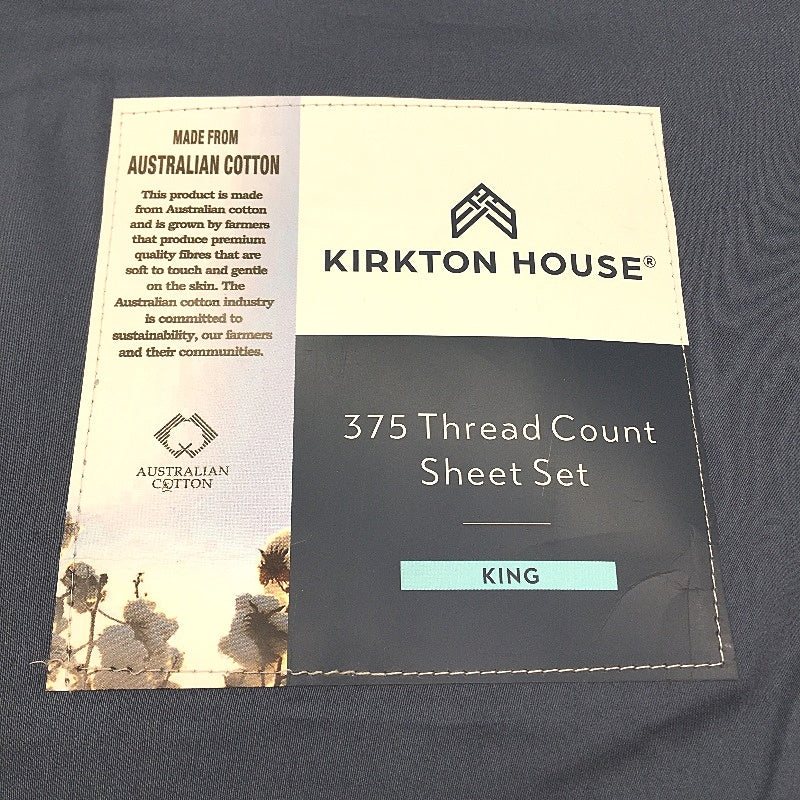 MADE FROM
AUSTRALIAN COTTON
This product is made
from Australian cotton
and is grown by farmers
that produce premium
quality fibres that are
soft to touch and gentle
on the skin. The
Australian cotton industry
is committed to
sustainability, our farmers
and their communities.
AUSTRALIAN
COTTON
KIRKTON HOUSE®
375 Thread Count
Sheet Set
KING